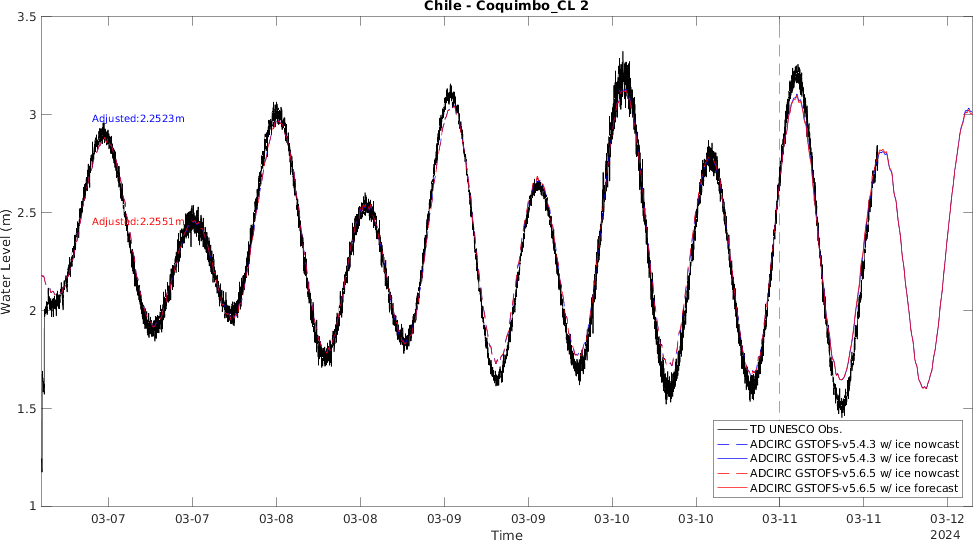 Chile - Coquimbo_CL 2
3.5
3
2.5
2
1.5
1
Water Level (m)
Adjusted:2.2523m
Adjusted:2.2551m
TD UNESCO Obs.
ADCIRC GSTOFS-v5.4.3 w/ ice nowcast
ADCIRC GSTOFS-v5.4.3 w/ ice forecast
ADCIRC GSTOFS-v5.6.5 w/ ice nowcast
ADCIRC GSTOFS-v5.6.5 w/ ice forecast
03-07 03-07 03-08 03-08 03-09 03-09 03-10 03-10 03-11 03-11 03-12
Time
2024